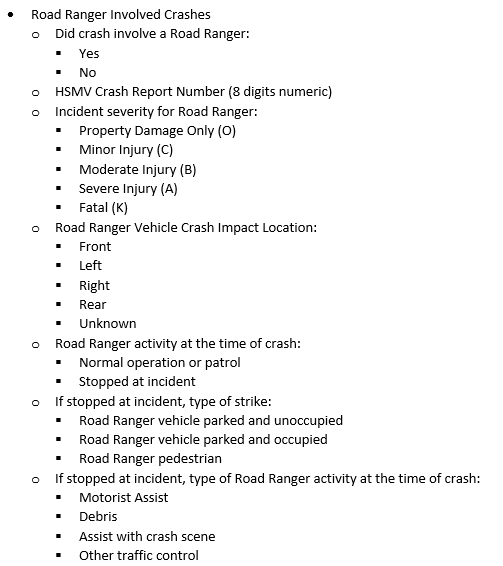 • Road Ranger Involved Crashes
o Did crash involve a Road Ranger:
▪ Yes
▪ No
o HSMV Crash Report Number (8 digits numeric)
o Incident severity for Road Ranger:
▪ Property Damage Only (O)
▪ Minor Injury (C)
▪ Moderate Injury (B)
▪ Severe Injury (A)
▪ Fatal (K)
o Road Ranger Vehicle Crash Impact Location:
▪ Front
▪ Left
▪ Right
▪ Rear
▪ Unknown
o Road Ranger activity at the time of crash:
▪ Normal operation or patrol
▪ Stopped at incident
o If stopped at incident, type of strike:
▪ Road Ranger vehicle parked and unoccupied
▪ Road Ranger vehicle parked and occupied
▪ Road Ranger pedestrian
o If stopped at incident, type of Road Ranger activity at the time of crash:
▪ Motorist Assist
▪ Debris
▪ Assist with crash scene
▪ Other traffic control